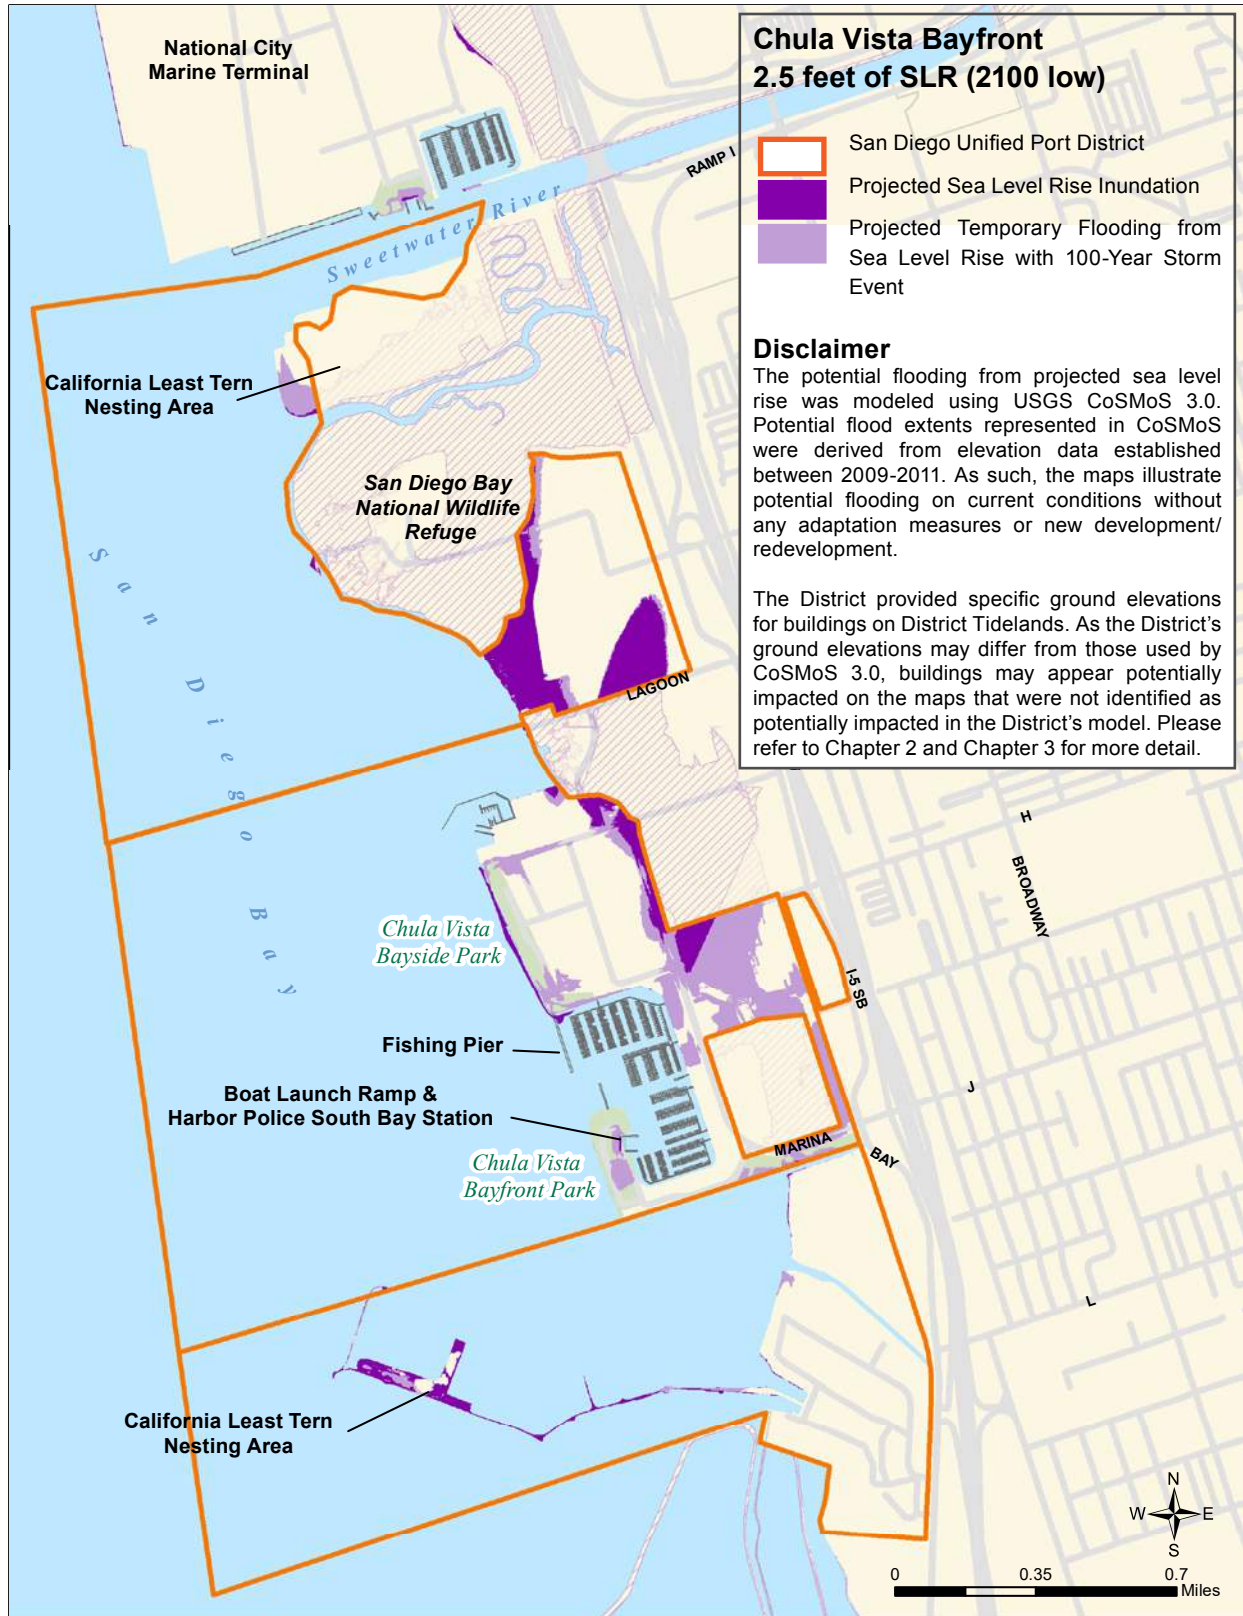 National City
Marine Terminal
Chula Vista Bayfront
2.5 feet of SLR (2100 low)
San Diego Unified Port District
Projected Sea Level Rise Inundation
Projected Temporary Flooding from
Sea Level Rise with 100-Year Storm
Event
Disclaimer
The potential flooding from projected sea level
rise was modeled using USGS CoSMoS 3.0.
Potential flood extents represented in CoSMoS
were derived from elevation data established
between 2009-2011. As such, the maps illustrate
potential flooding on current conditions without
any adaptation measures or new development/
redevelopment.
The District provided specific ground elevations
for buildings on District Tidelands. As the District's
ground elevations may differ from those used by
CoSMoS 3.0, buildings may appear potentially
impacted on the maps that were not identified as
potentially impacted in the District's model. Please
refer to Chapter 2 and Chapter 3 for more detail.
RAMP I
Sweetwater River
California Least Tern
Nesting Area
San Diego Bay
National Wildlife
Refuge
San Diego Bay
LAGOON
H
BROADWAY
Chula Vista
Bayside Park
I-5 SB
Fishing Pier
Boat Launch Ramp &
Harbor Police South Bay Station
J
MARINA
BAY
Chula Vista
Bayfront Park
L
California Least Tern
Nesting Area
N
W E
S
0 0.35 0.7
Miles